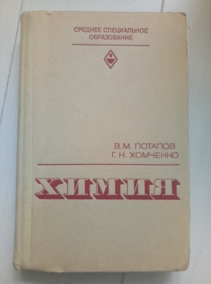 СРЕДНЕЕ СПЕЦИАЛЬНОЕ
ОБРАЗОВАНИЕ
В.М. ПОТАПОВ
Г. Н. ХОМЧЕНКО
ХИМИЯ